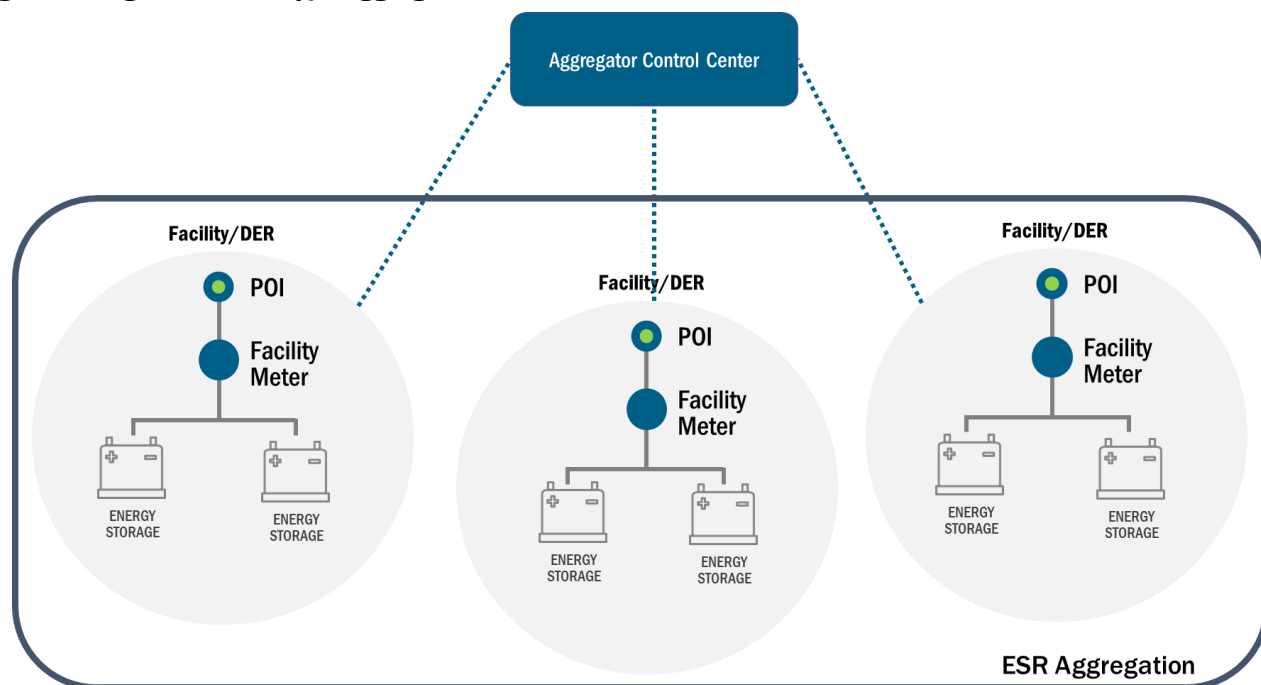 Aggregator Control Center
Facility/DER
POI
Facility
Meter
ENERGY
STORAGE
ENERGY
STORAGE
Facility/DER
POI
Facility
Meter
ENERGY
STORAGE
ENERGY
STORAGE
Facility/DER
POI
Facility
Meter
ENERGY
STORAGE
ENERGY
STORAGE
ESR Aggregation